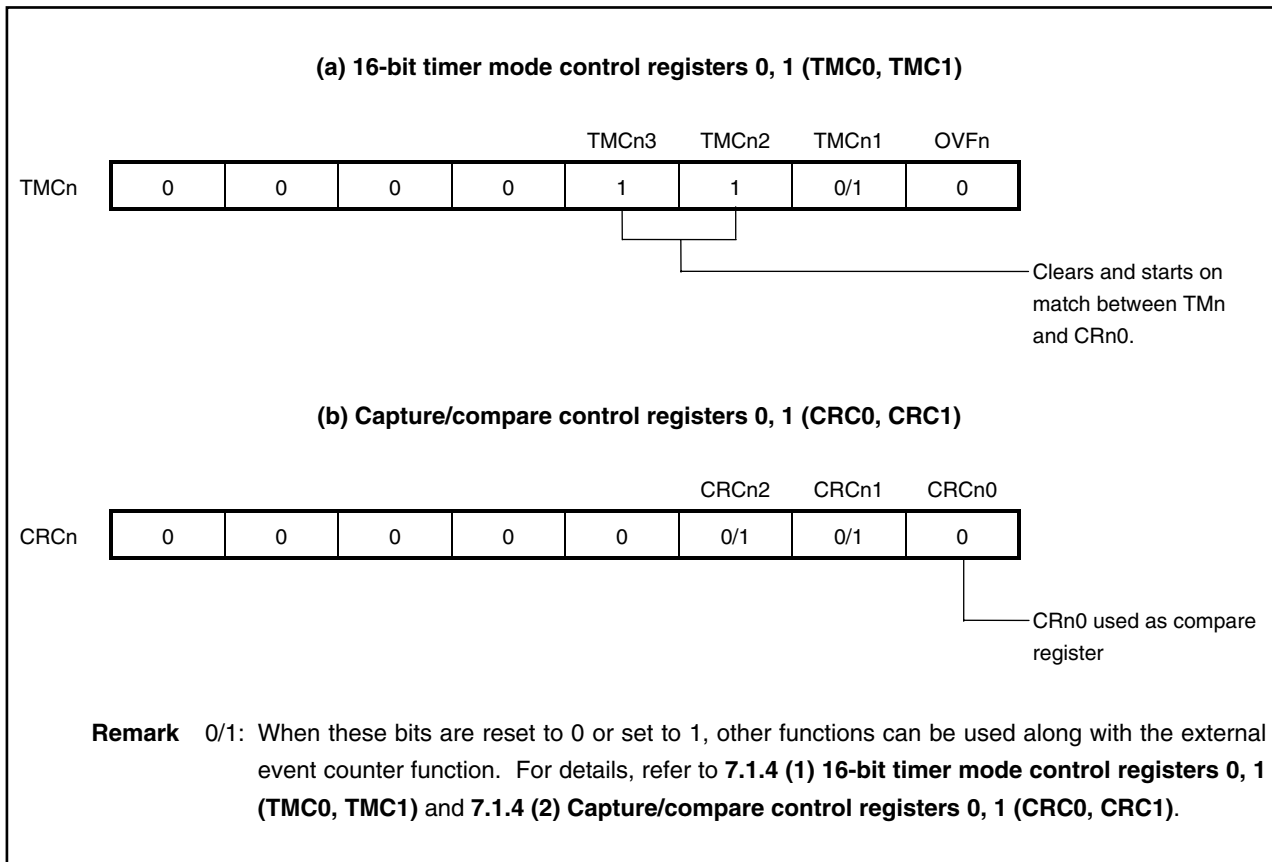 (a) 16-bit timer mode control registers 0, 1 (TMC0, TMC1)
TMCn3 TMCn2 TMCn1 OVFn
TMCn 0 0 0 0 1 1 0/1 0
Clears and starts on
match between TMn
and CRn0.
(b) Capture/compare control registers 0, 1 (CRC0, CRC1)
CRCn2 CRCn1 CRCn0
CRCn 0 0 0 0 0 0/1 0/1 0
CRn0 used as compare
register
Remark 0/1: When these bits are reset to 0 or set to 1, other functions can be used along with the external
event counter function. For details, refer to 7.1.4 (1) 16-bit timer mode control registers 0, 1
(TMC0, TMC1) and 7.1.4 (2) Capture/compare control registers 0, 1 (CRC0, CRC1).